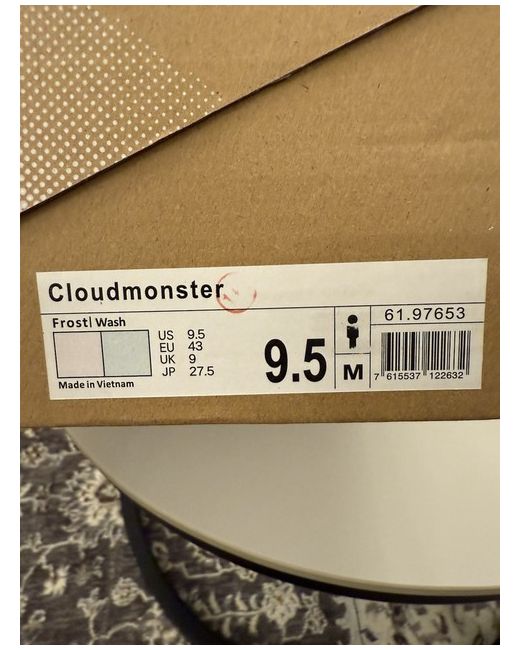 Cloudmonster
Frost| Wash
US 9.5
EU 43
UK 9
JP 27.5
Made in Vietnam
9.5
M
61.97653
7 615537 122632